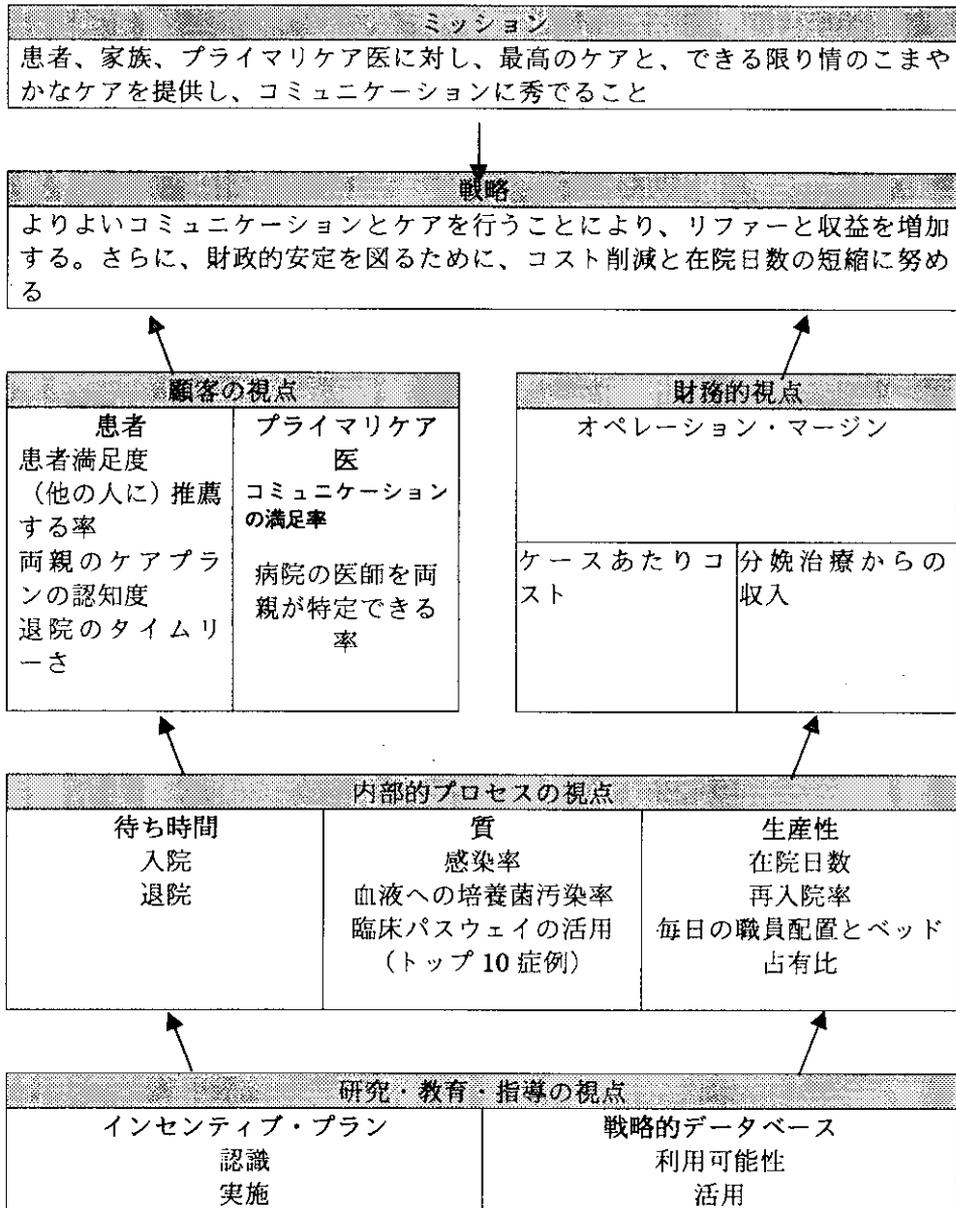 ミッション
患者、家族、プライマリケア医に対し、最高のケアと、できる限り情のこまや
かなケアを提供し、コミュニケーションに秀でること
戦略
よりよいコミュニケーションとケアを行うことにより、リファーと収益を増加
する。さらに、財政的安定を図るために、コスト削減と在院日数の短縮に努め
る
顧客の視点
患者
患者満足度
（他の人に）推薦
する率
両親のケアプラ
ンの認知度
退院のタイムリ
ーさ
プライマリケア
医
コミュニケーション
の満足率
病院の医師を両
親が特定できる
率
財務的視点
オペレーション・マージン
ケースあたりコ
スト
分娩治療からの
収入
内部的プロセスの視点
待ち時間
入院
退院
質
感染率
血液への培養菌汚染率
臨床パスウェイの活用
（トップ 10 症例）
生産性
在院日数
再入院率
毎日の職員配置とベッド
占有比
研究・教育・指導の視点
インセンティブ・プラン
認識
実施
戦略的データベース
利用可能性
活用